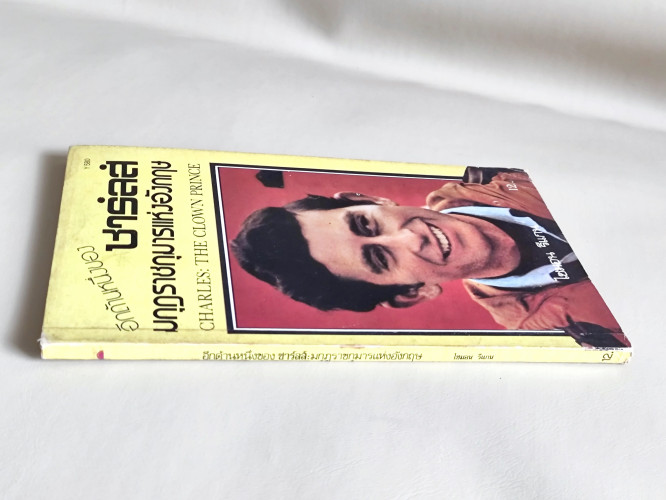 อีกด้านหนึ่งของ
ชาร์ลส์
มกุฎราชกุมารแห่งอังกฤษ
CHARLES: THE CLOWN PRINCE
12.-
อีกด้านหนึ่งของ ชาร์ลส์:มกุฎราชกุมารแห่งอังกฤษ